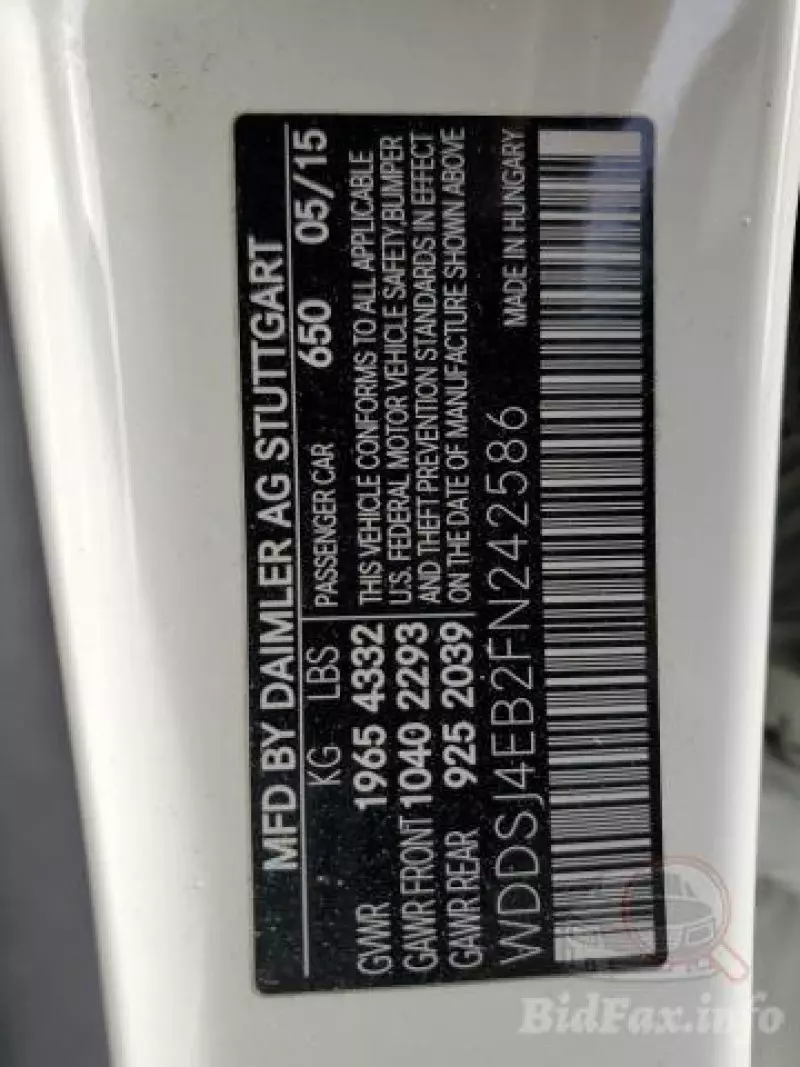 MFD BY DAIMLER AG STUTTGART
KG LBS PASSENGER CAR 650 05/15
GVWR 1965 4332 THIS VEHICLE CONFORMS TO ALL APPLICABLE
GAWR FRONT 1040 2293 U.S. FEDERAL MOTOR VEHICLE SAFETY,BUMPER
AND THEFT PREVENTION STANDARDS IN EFFECT
GAWR REAR 925 2039 ON THE DATE OF MANUFACTURE SHOWN ABOVE
WDDSJ4EB2FN242586 MADE IN HUNGARY
BidFax.info